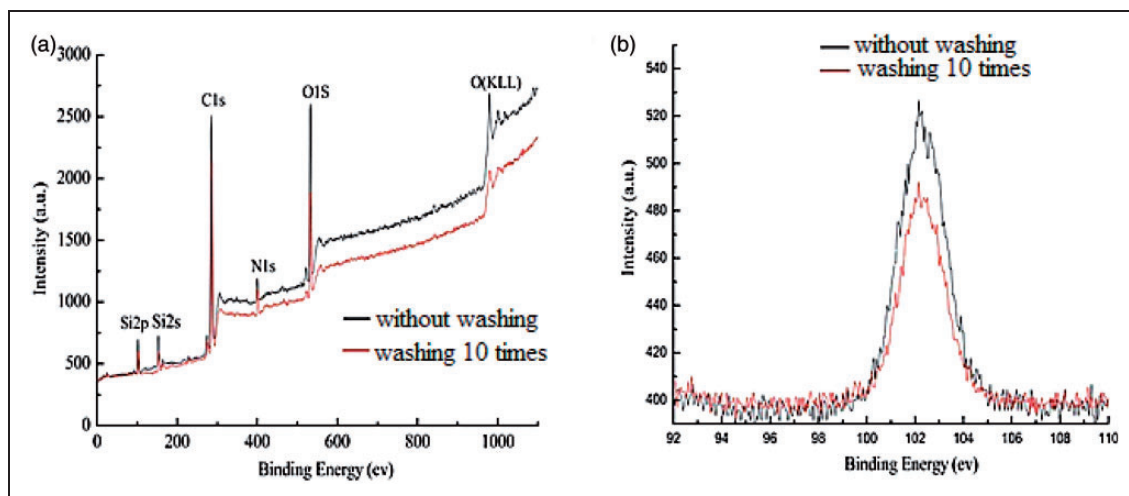 (a)
3000
2500
2000
1500
1000
500
0
Intensity (a.u.)
Si2p Si2s
C1s
N1s
O1S
O(KLL)
without washing
washing 10 times
0 200 400 600 800 1000
Binding Energy (ev)
(b)
without washing
washing 10 times
540
520
500
480
460
440
420
400
Intensity (a.u.)
92 94 96 98 100 102 104 106 108 110
Binding Energy (ev)